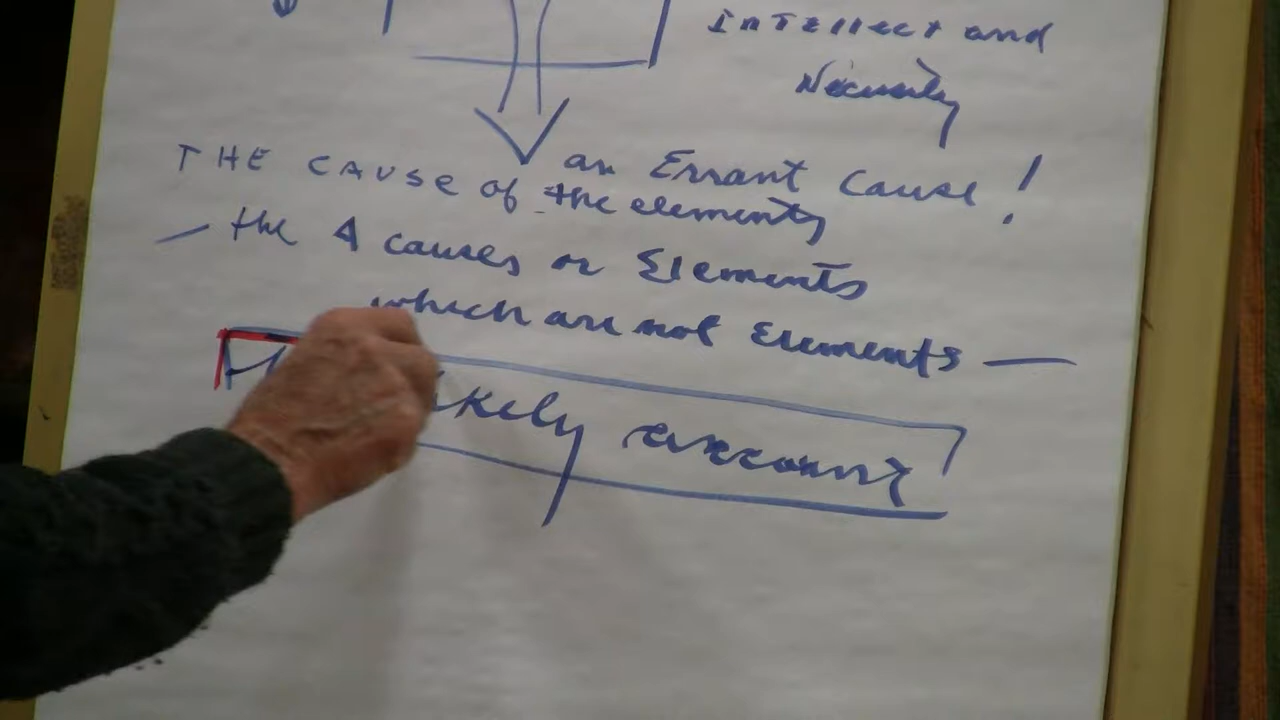 Intellect and
Necessity
an Errant Cause!
THE CAUSE of the elements
— the 4 causes or Elements
which are not Elements —
likely account